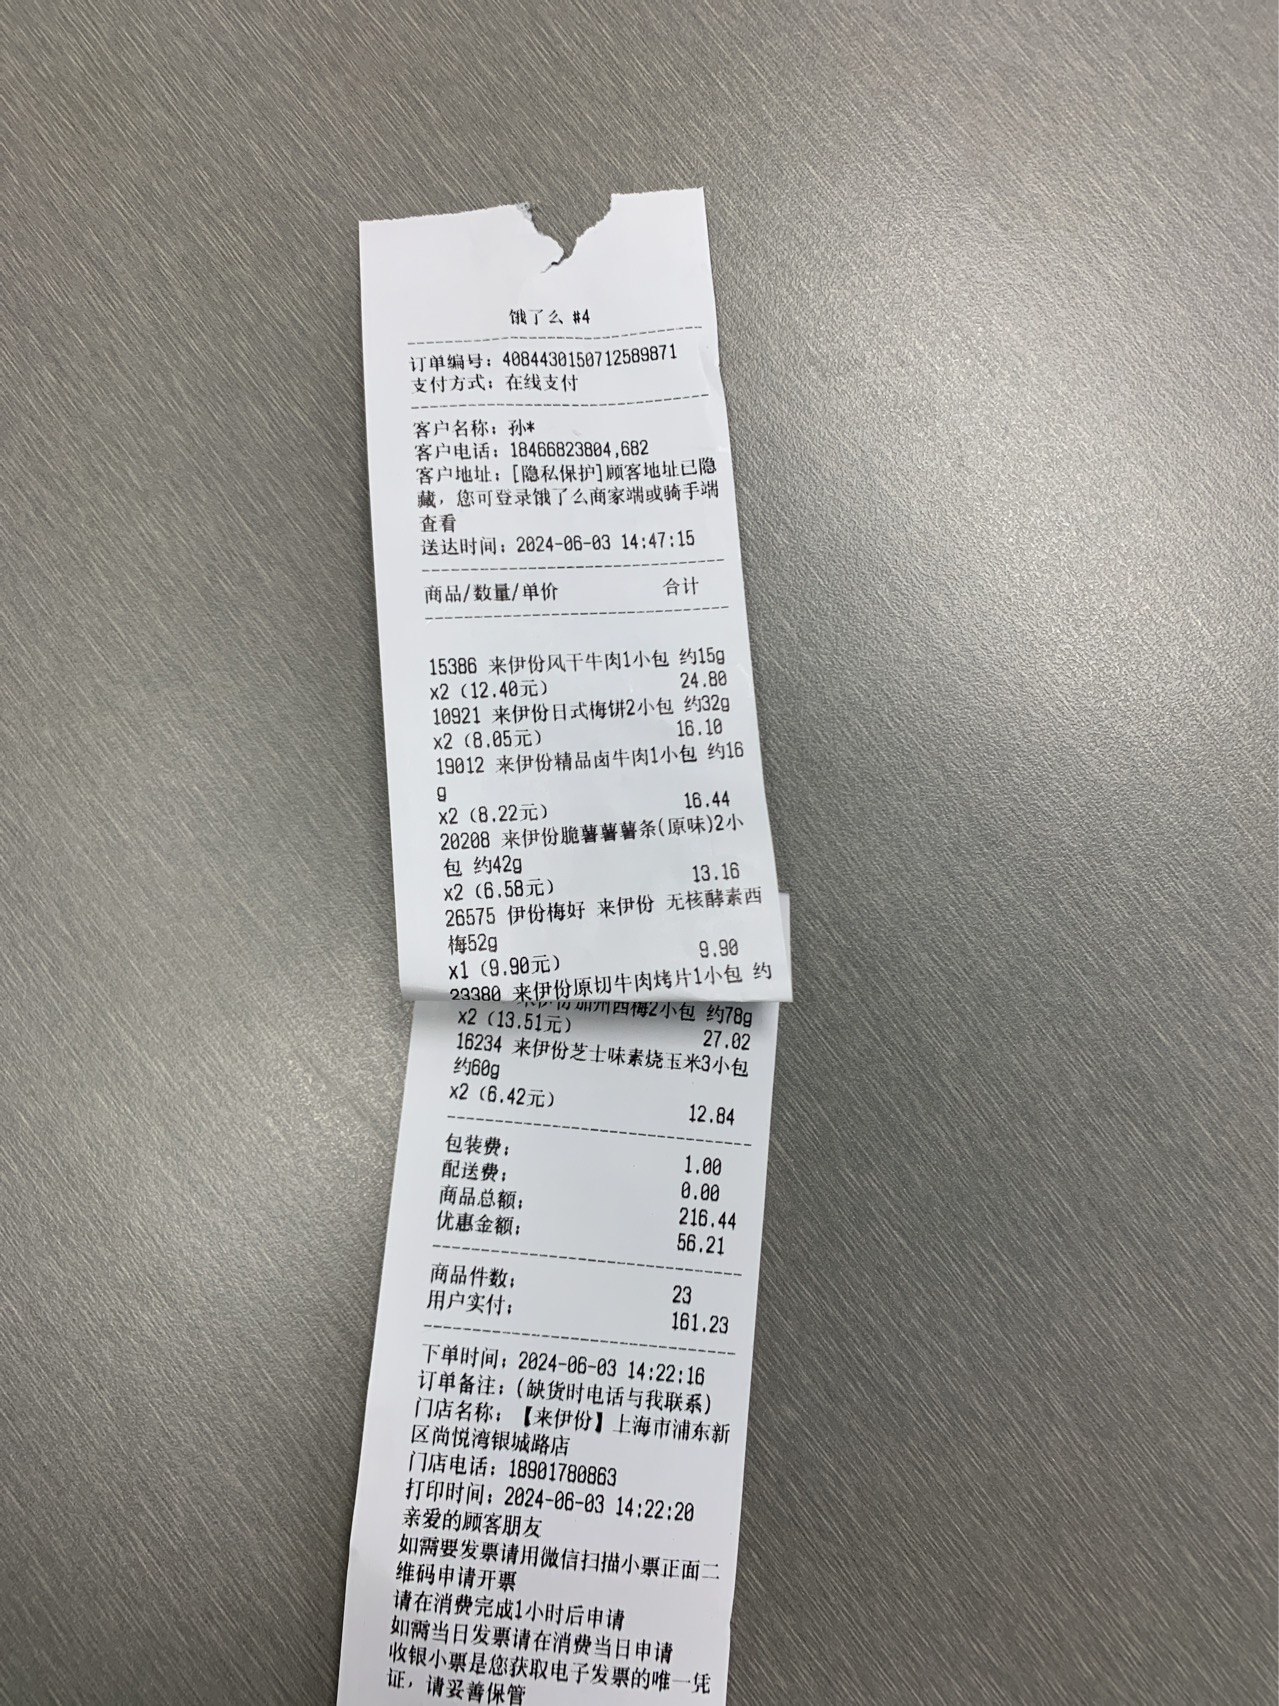 饿了么 #4
订单编号：4084430150712589871
支付方式：在线支付
客户名称：孙*
客户电话：18466823804,682
客户地址：[隐私保护]顾客地址已隐
藏，您可登录饿了么商家端或骑手端
查看
送达时间：2024-06-03 14:47:15
商品/数量/单价 合计
15386 来伊份风干牛肉1小包 约15g
x2（12.40元） 24.80
10921 来伊份日式梅饼2小包 约32g
x2（8.05元） 16.10
19012 来伊份精品卤牛肉1小包 约16
g
x2（8.22元） 16.44
20208 来伊份脆薯薯薯条(原味)2小
包 约42g
x2（6.58元） 13.16
26575 伊份梅好 来伊份 无核酵素西
梅52g
x1（9.90元） 9.90
23380 来伊份原切牛肉烤片1小包 约
来伊份加州西梅2小包 约78g
x2（13.51元） 27.02
16234 来伊份芝士味素烧玉米3小包
约60g
x2（6.42元） 12.84
包装费： 1.00
配送费： 0.00
商品总额： 216.44
优惠金额： 56.21
商品件数： 23
用户实付： 161.23
下单时间：2024-06-03 14:22:16
订单备注：(缺货时电话与我联系)
门店名称：【来伊份】上海市浦东新
区尚悦湾银城路店
门店电话：18901780863
打印时间：2024-06-03 14:22:20
亲爱的顾客朋友
如需要发票请用微信扫描小票正面二
维码申请开票
请在消费完成1小时后申请
如需当日发票请在消费当日申请
收银小票是您获取电子发票的唯一凭
证，请妥善保管